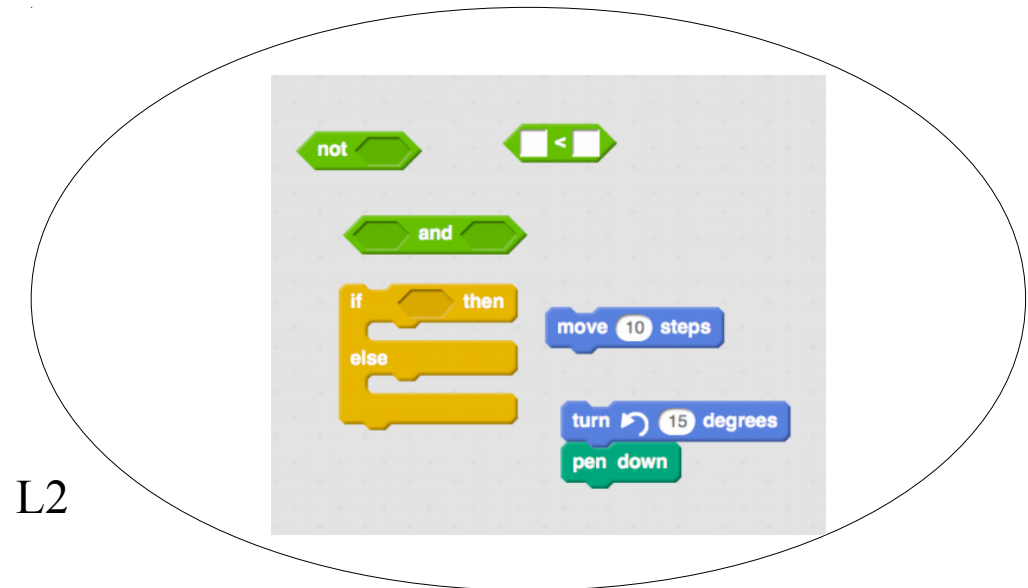 not
<
and
if then
move 10 steps
else
turn 15 degrees
pen down
L2